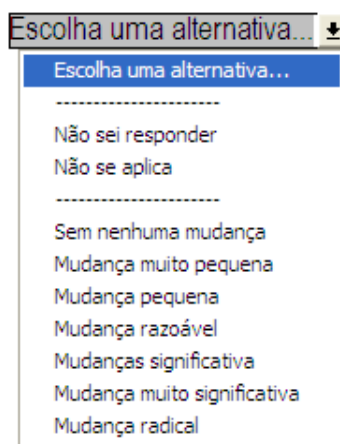 Escolha uma alternativa...
Escolha uma alternativa...
----------------------
Não sei responder
Não se aplica
----------------------
Sem nenhuma mudança
Mudança muito pequena
Mudança pequena
Mudança razoável
Mudanças significativa
Mudança muito significativa
Mudança radical